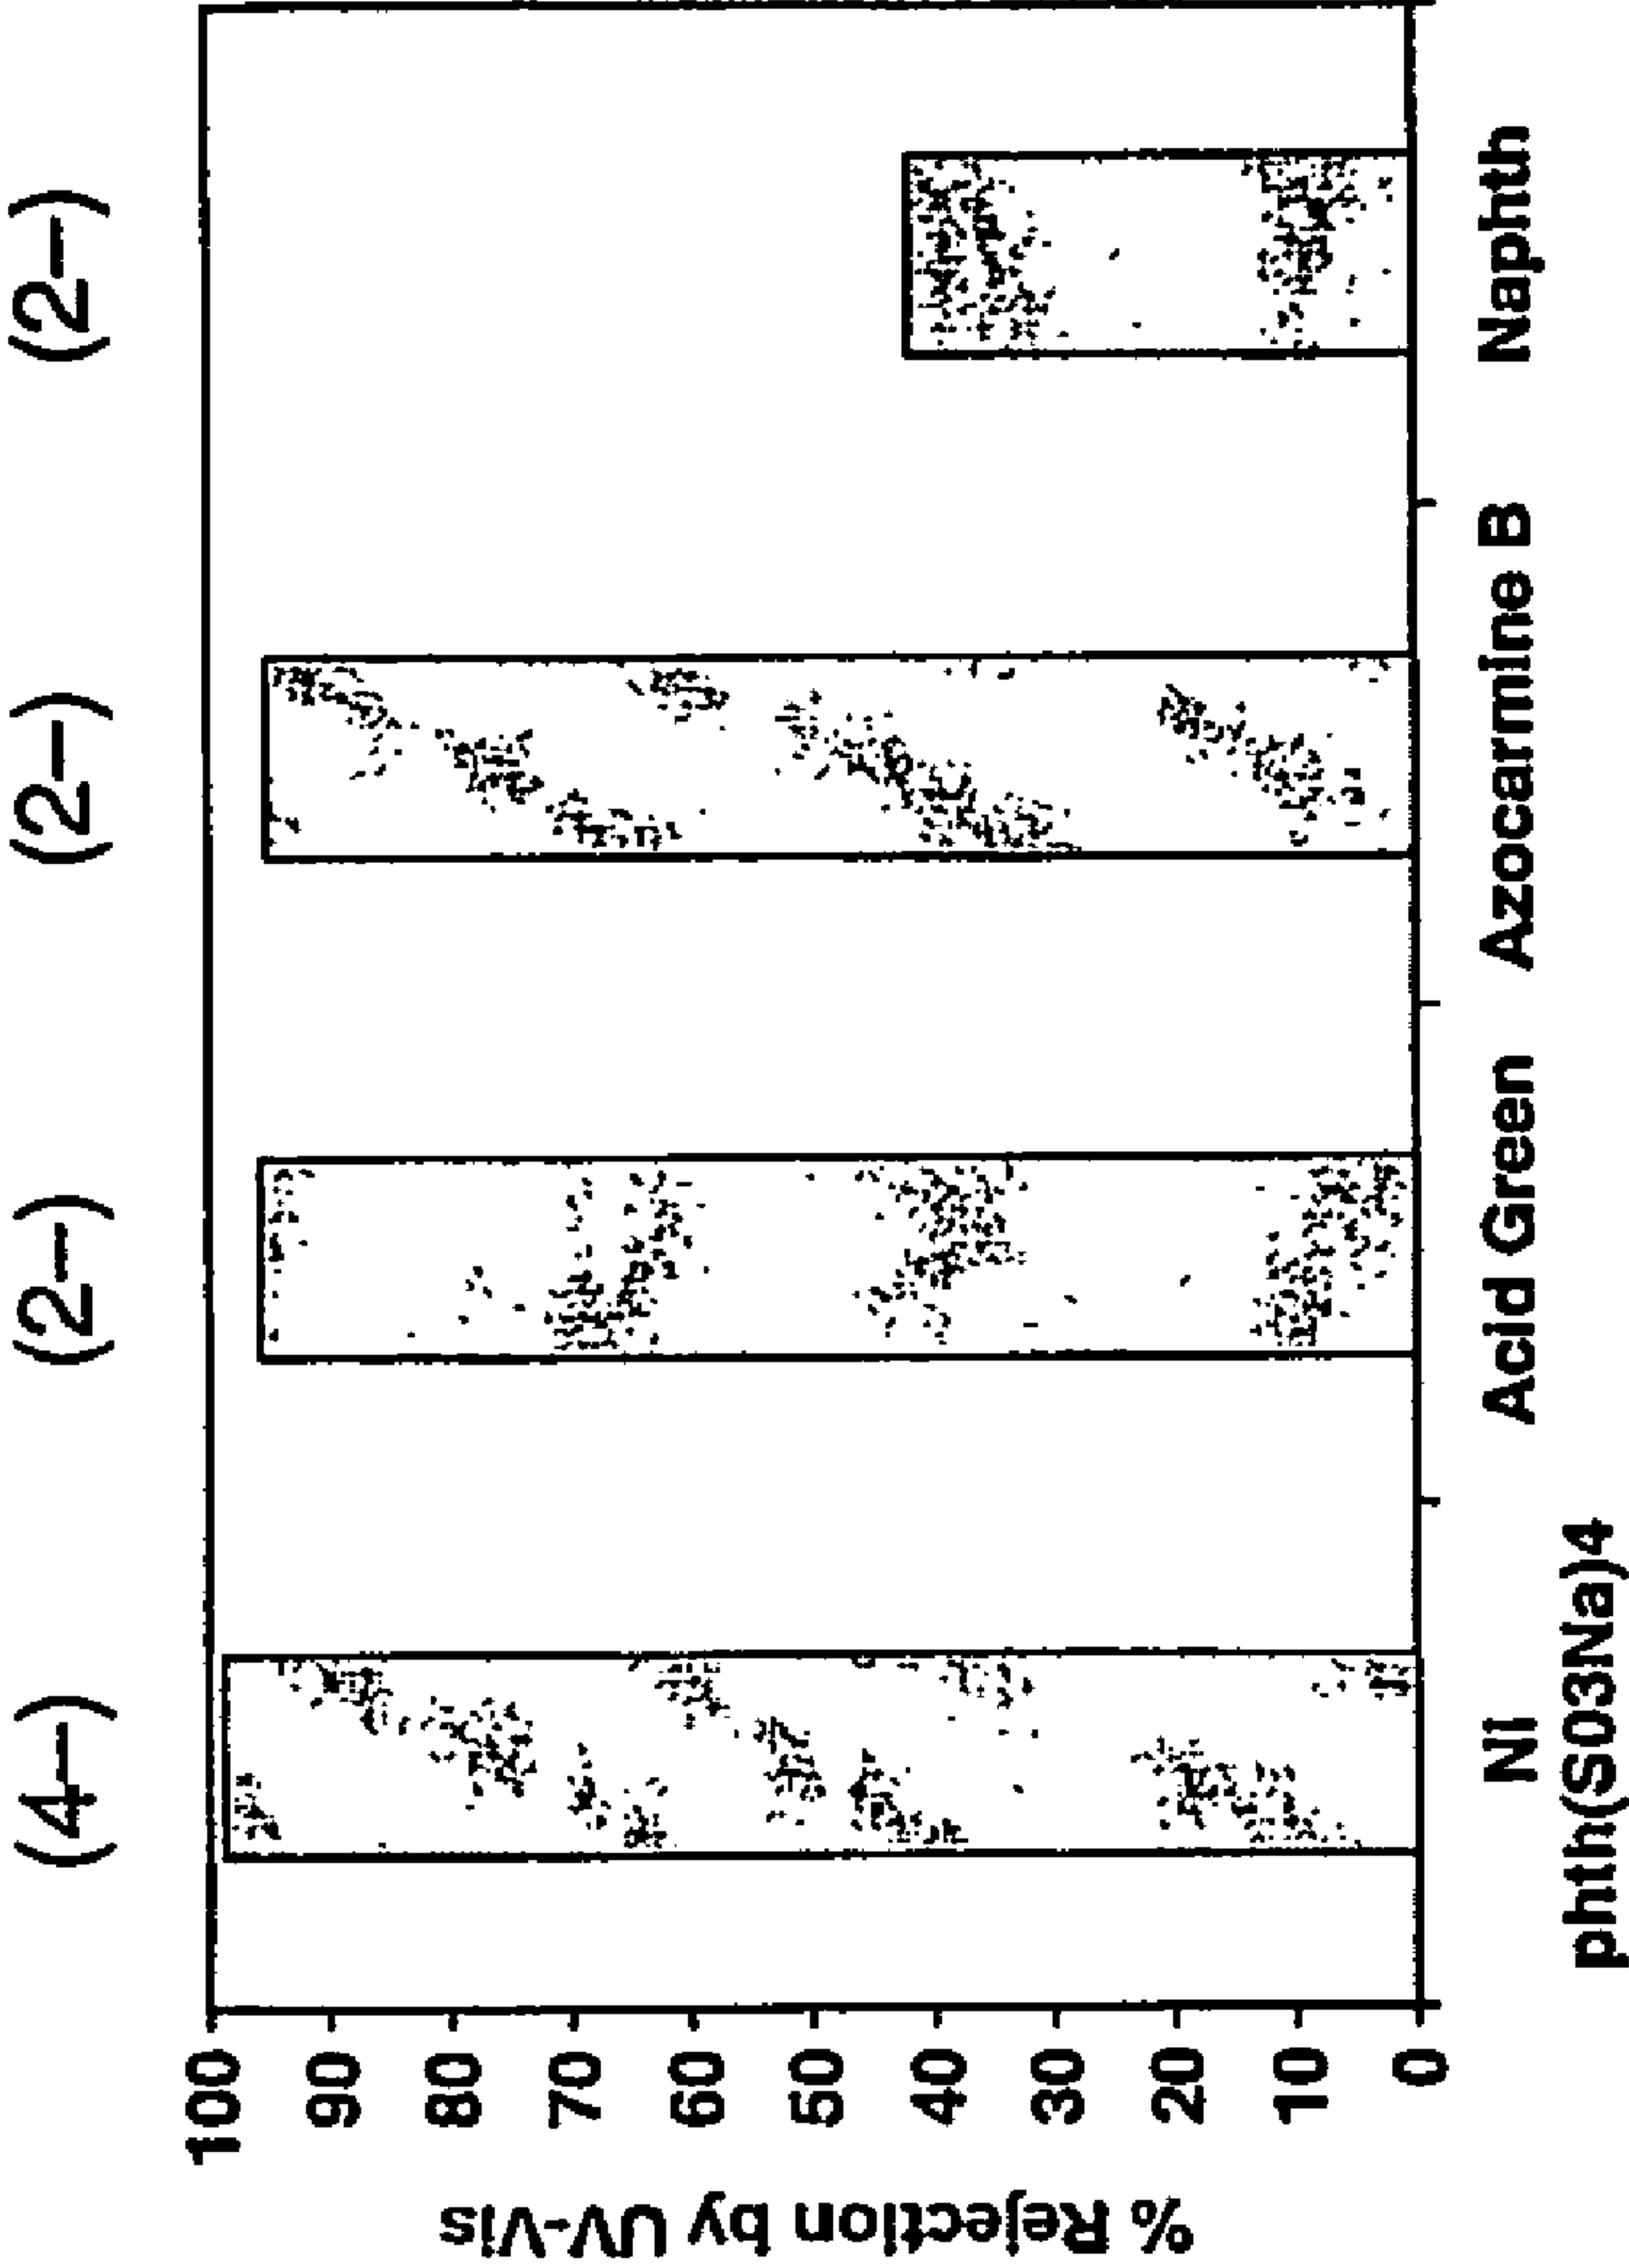 (4-) (2-) (2-) (2-)
% Rejection by UV-Vis
100
90
80
70
60
50
40
30
20
10
0
Ni Acid Green Azocarmine B Naphth
phth(S03Na)4